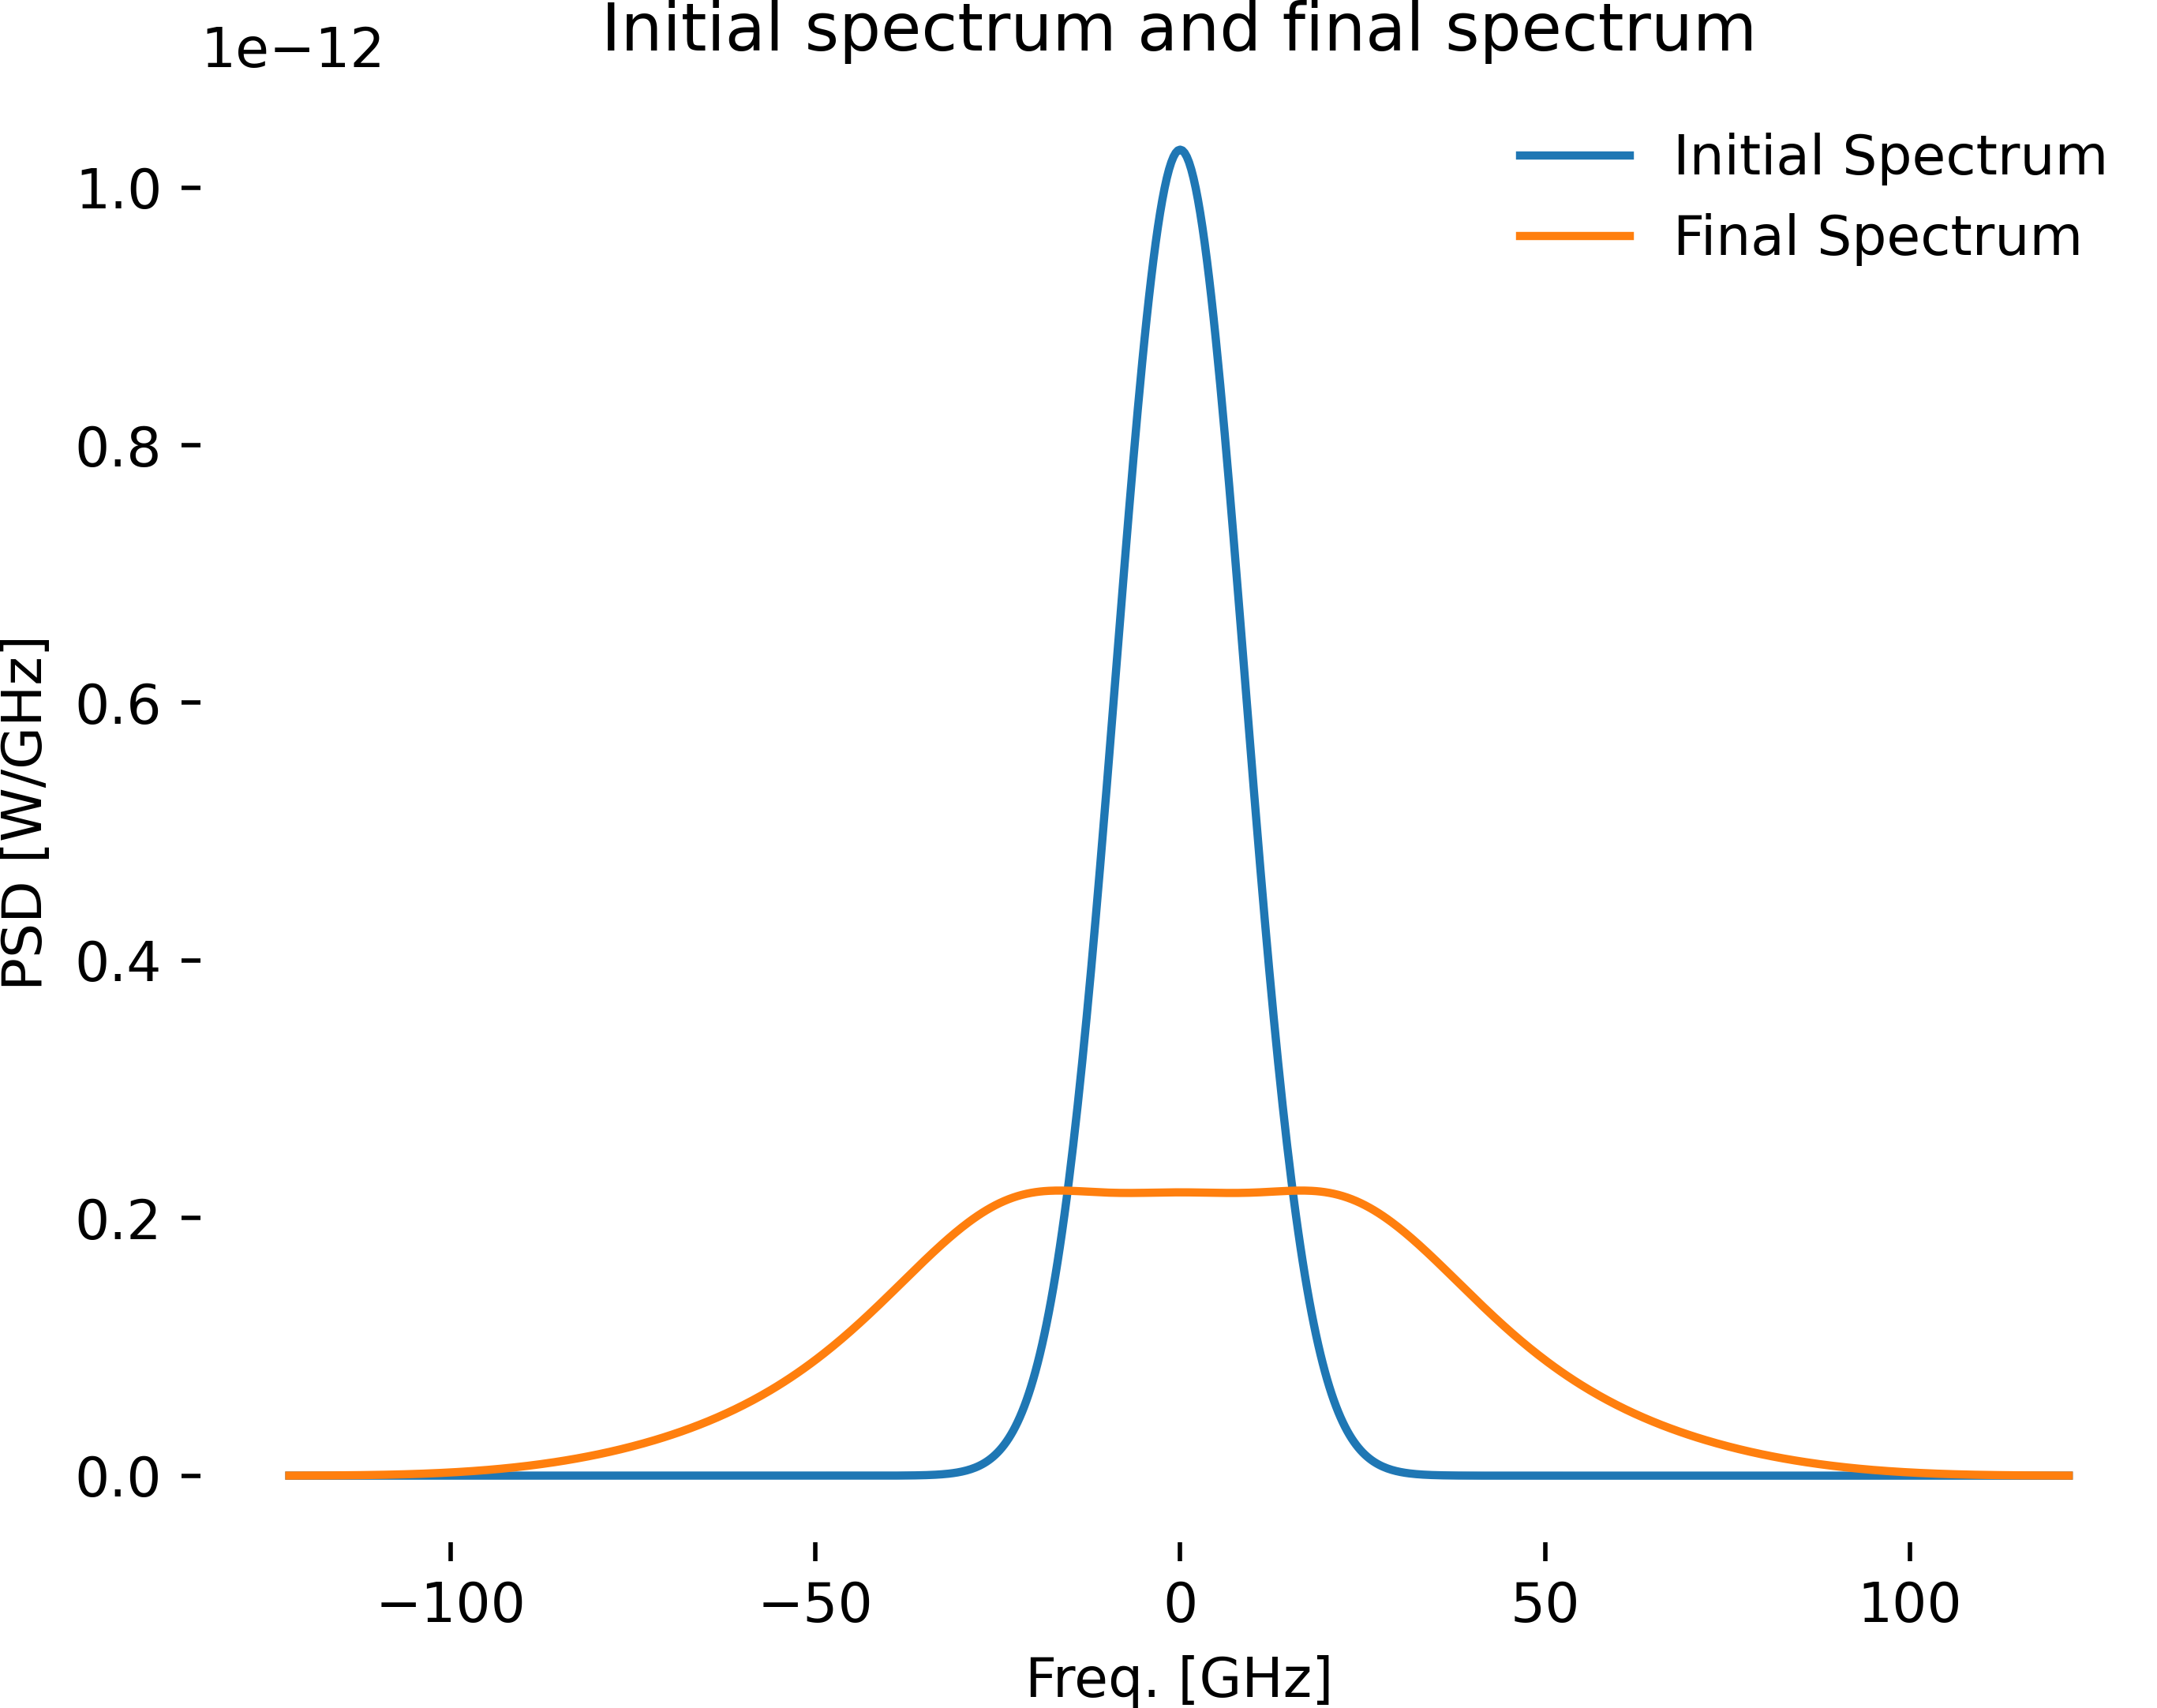 Initial spectrum and final spectrum
1e−12
Initial Spectrum
Final Spectrum
1.0
0.8
0.6
0.4
0.2
0.0
PSD [W/GHz]
−100
−50
0
50
100
Freq. [GHz]